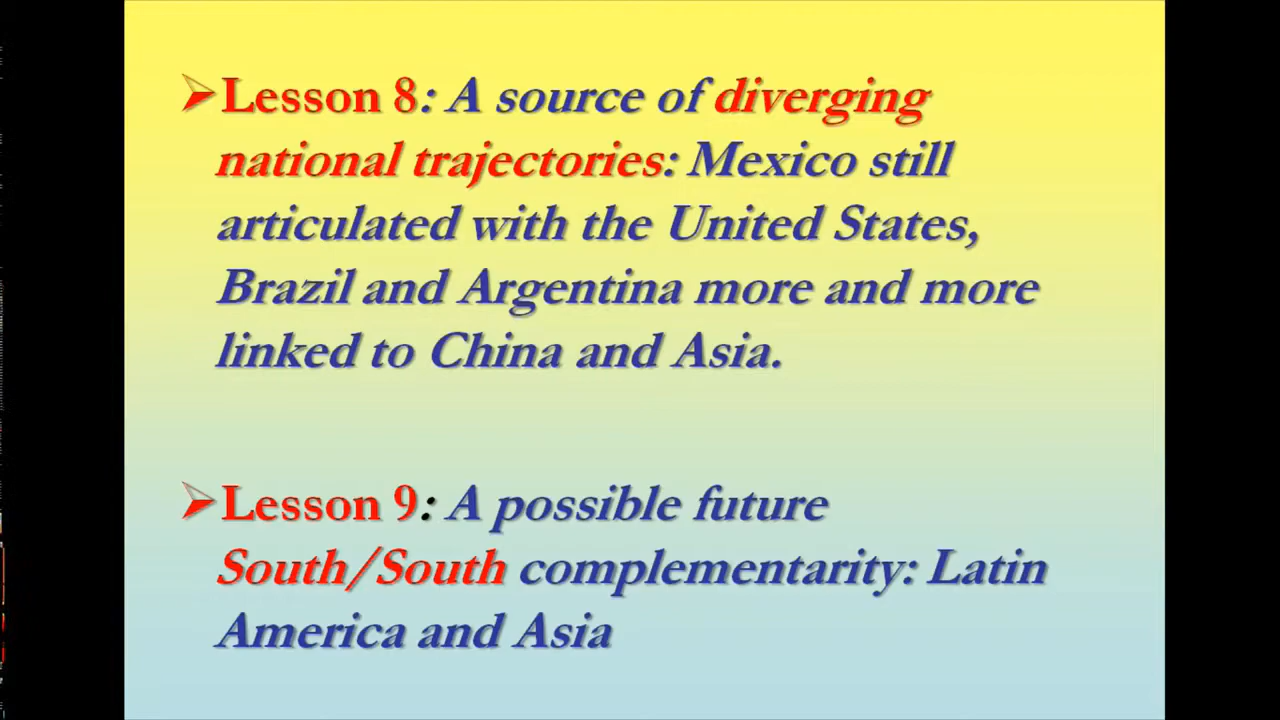 Lesson 8: A source of diverging
national trajectories: Mexico still
articulated with the United States,
Brazil and Argentina more and more
linked to China and Asia.
Lesson 9: A possible future
South/South complementarity: Latin
America and Asia